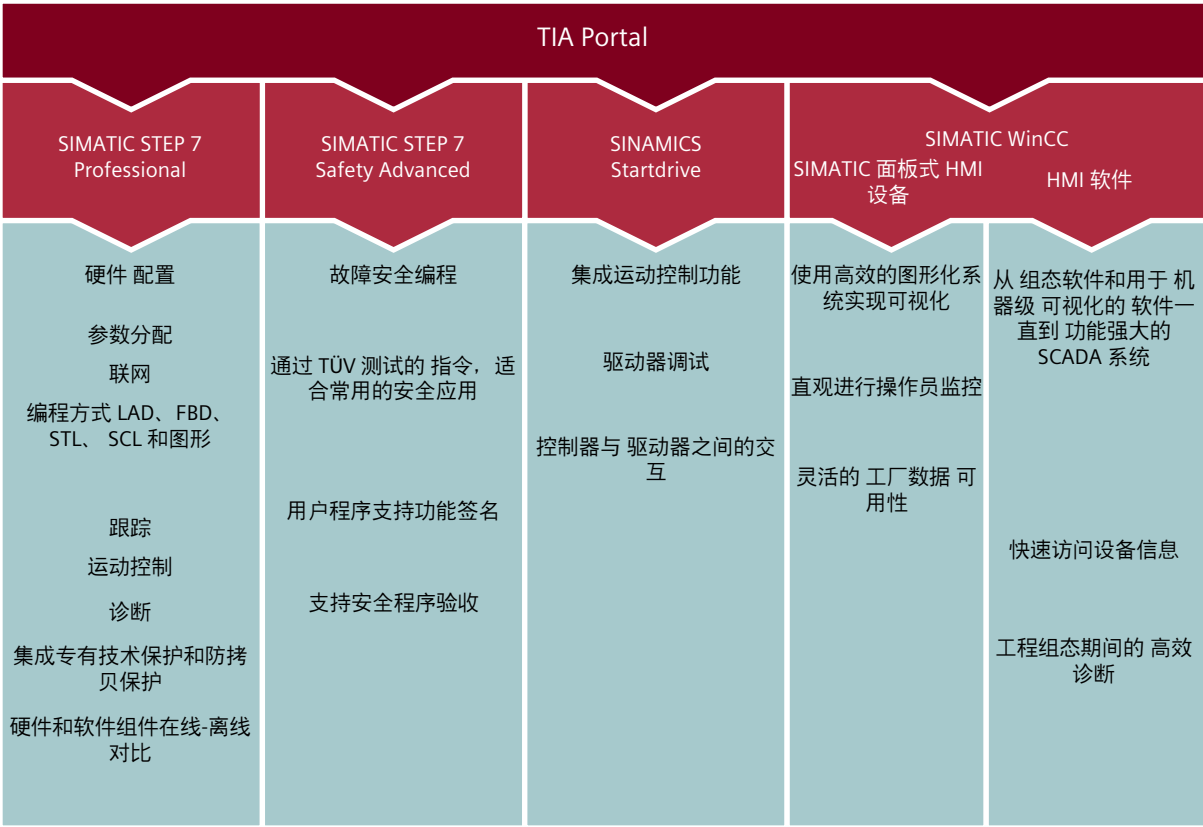 TIA Portal
SIMATIC STEP 7
Professional
SIMATIC STEP 7
Safety Advanced
SINAMICS
Startdrive
SIMATIC WinCC
SIMATIC 面板式 HMI
设备
HMI 软件
硬件 配置
参数分配
联网
编程方式 LAD、FBD、
STL、 SCL 和图形
跟踪
运动控制
诊断
集成专有技术保护和防拷
贝保护
硬件和软件组件在线-离线
对比
故障安全编程
通过 TÜV 测试的 指令，适
合常用的安全应用
用户程序支持功能签名
支持安全程序验收
集成运动控制功能
驱动器调试
控制器与 驱动器之间的交
互
使用高效的图形化系
统实现可视化
直观进行操作员监控
灵活的 工厂数据 可
用性
从 组态软件和用于 机
器级 可视化的 软件一
直到 功能强大的
SCADA 系统
快速访问设备信息
工程组态期间的 高效
诊断